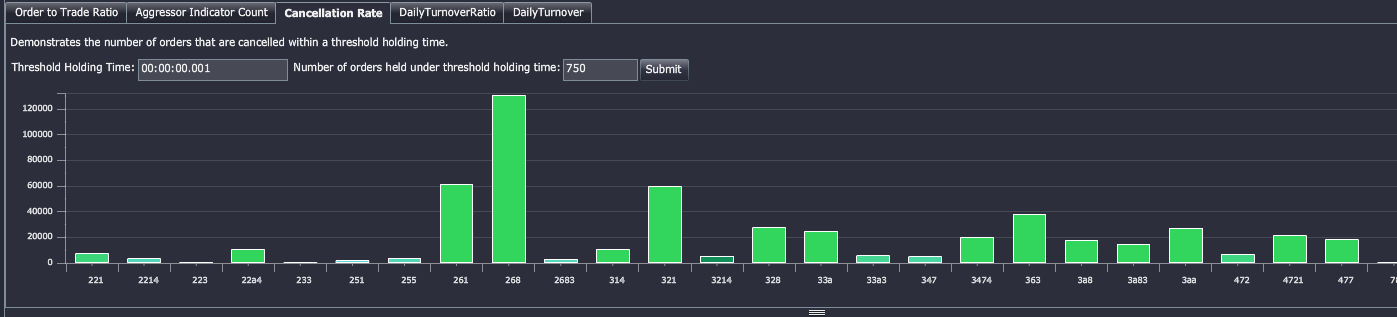 Order to Trade Ratio Aggressor Indicator Count Cancellation Rate DailyTurnoverRatio DailyTurnover
Demonstrates the number of orders that are cancelled within a threshold holding time.
Threshold Holding Time: 00:00:00.001 Number of orders held under threshold holding time: 750 Submit
120000
100000
80000
60000
40000
20000
0
221 2214 223 22a4 233 251 255 261 268 2683 314 321 3214 328 33a 33a3 347 3474 363 3a8 3a83 3aa 472 4721 477